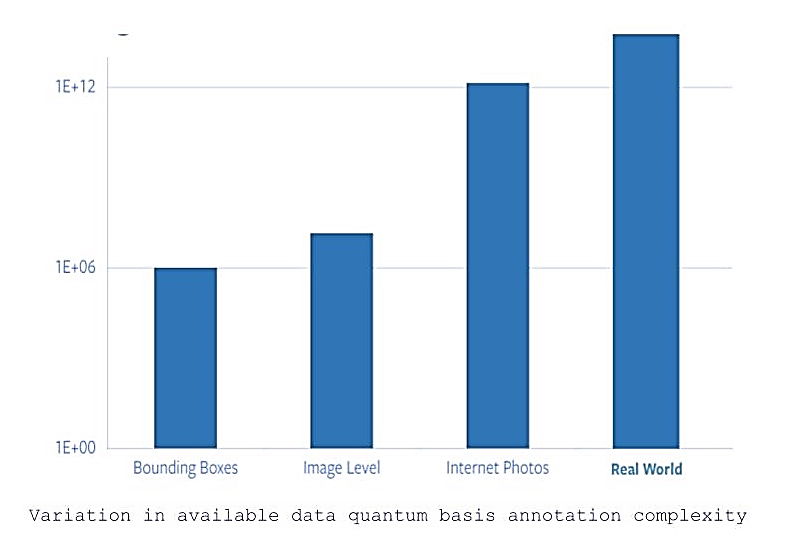 1E+12
1E+06
1E+00
Bounding Boxes Image Level Internet Photos Real World
Variation in available data quantum basis annotation complexity